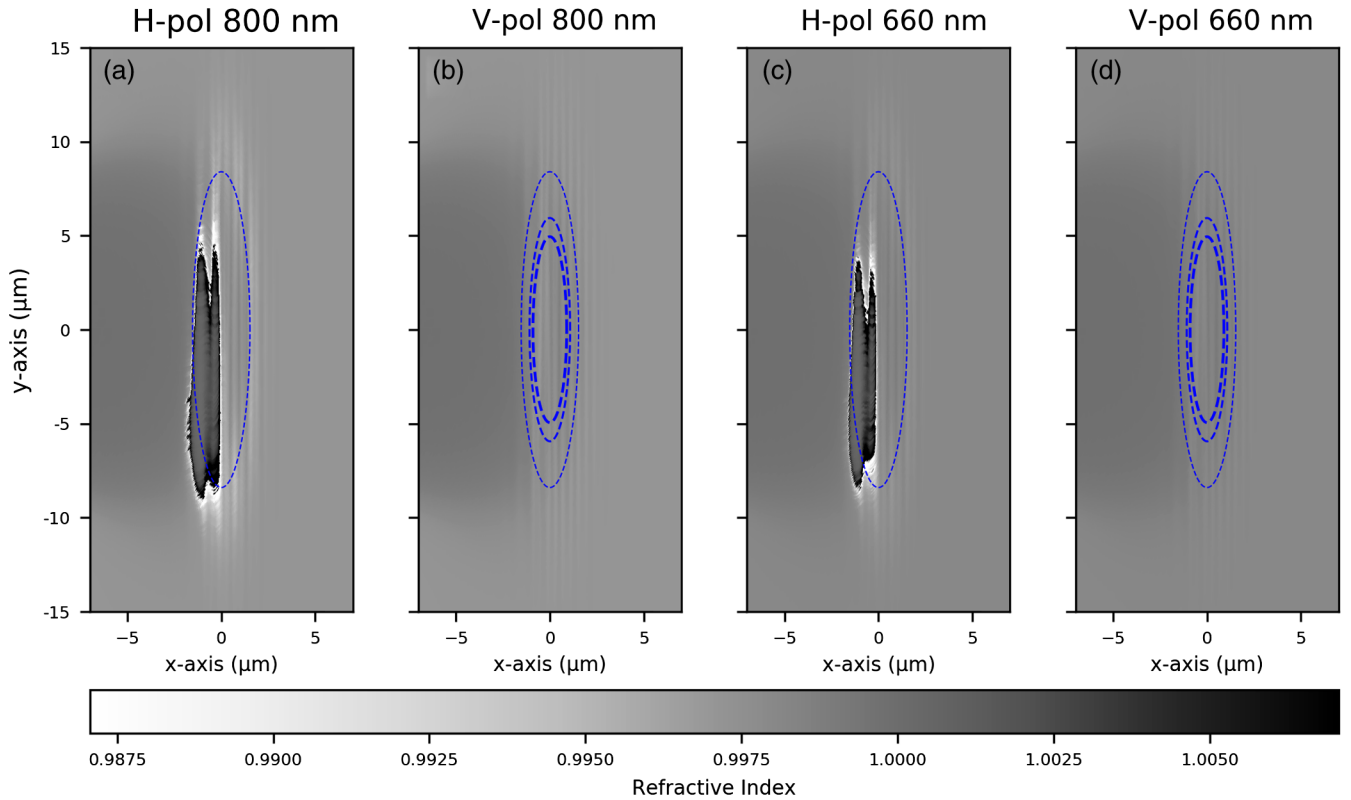 H-pol 800 nm V-pol 800 nm H-pol 660 nm V-pol 660 nm
(a) (b) (c) (d)
15
10
5
0
-5
-10
-15
y-axis (μm)
−5 0 5 −5 0 5 −5 0 5 −5 0 5
x-axis (μm) x-axis (μm) x-axis (μm) x-axis (μm)
0.9875 0.9900 0.9925 0.9950 0.9975 1.0000 1.0025 1.0050
Refractive Index